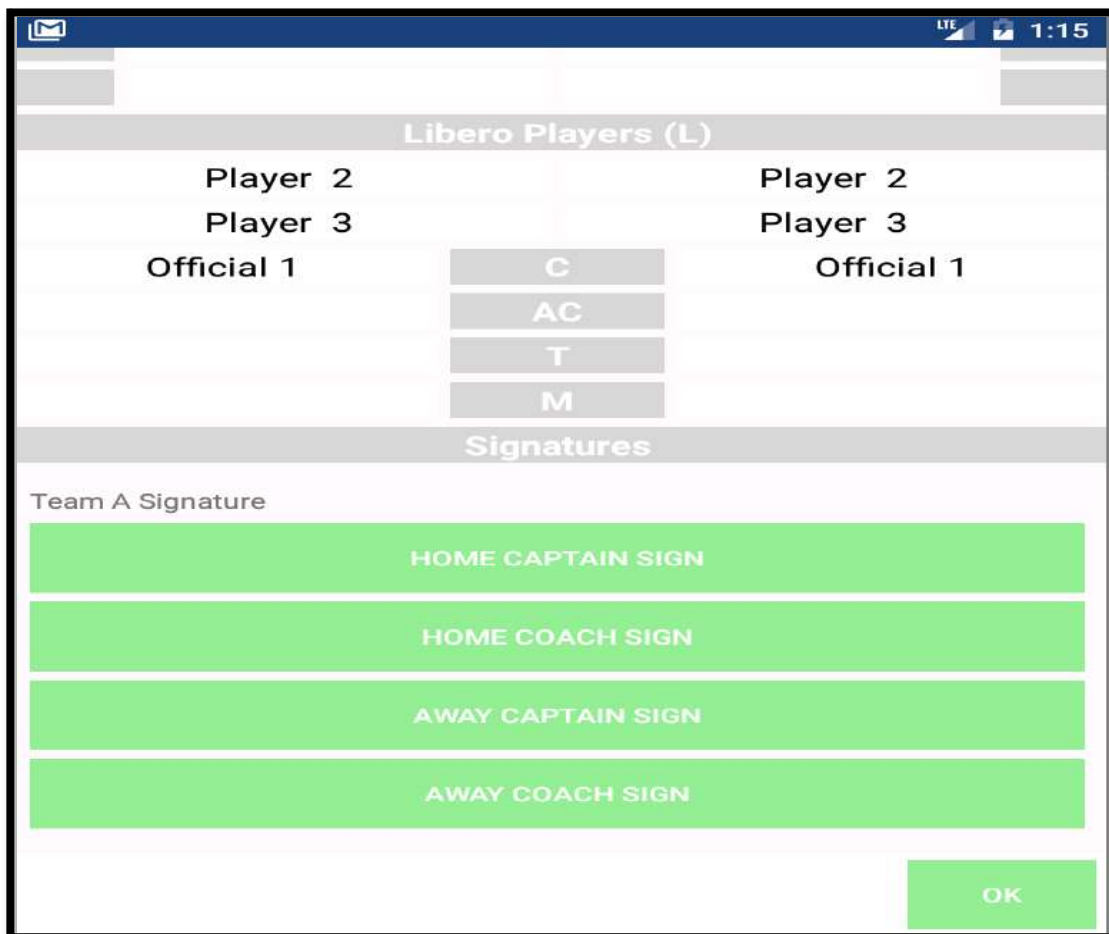 LTE 1:15
Libero Players (L)
Player 2 Player 2
Player 3 Player 3
Official 1 C Official 1
AC
T
M
Signatures
Team A Signature
HOME CAPTAIN SIGN
HOME COACH SIGN
AWAY CAPTAIN SIGN
AWAY COACH SIGN
OK